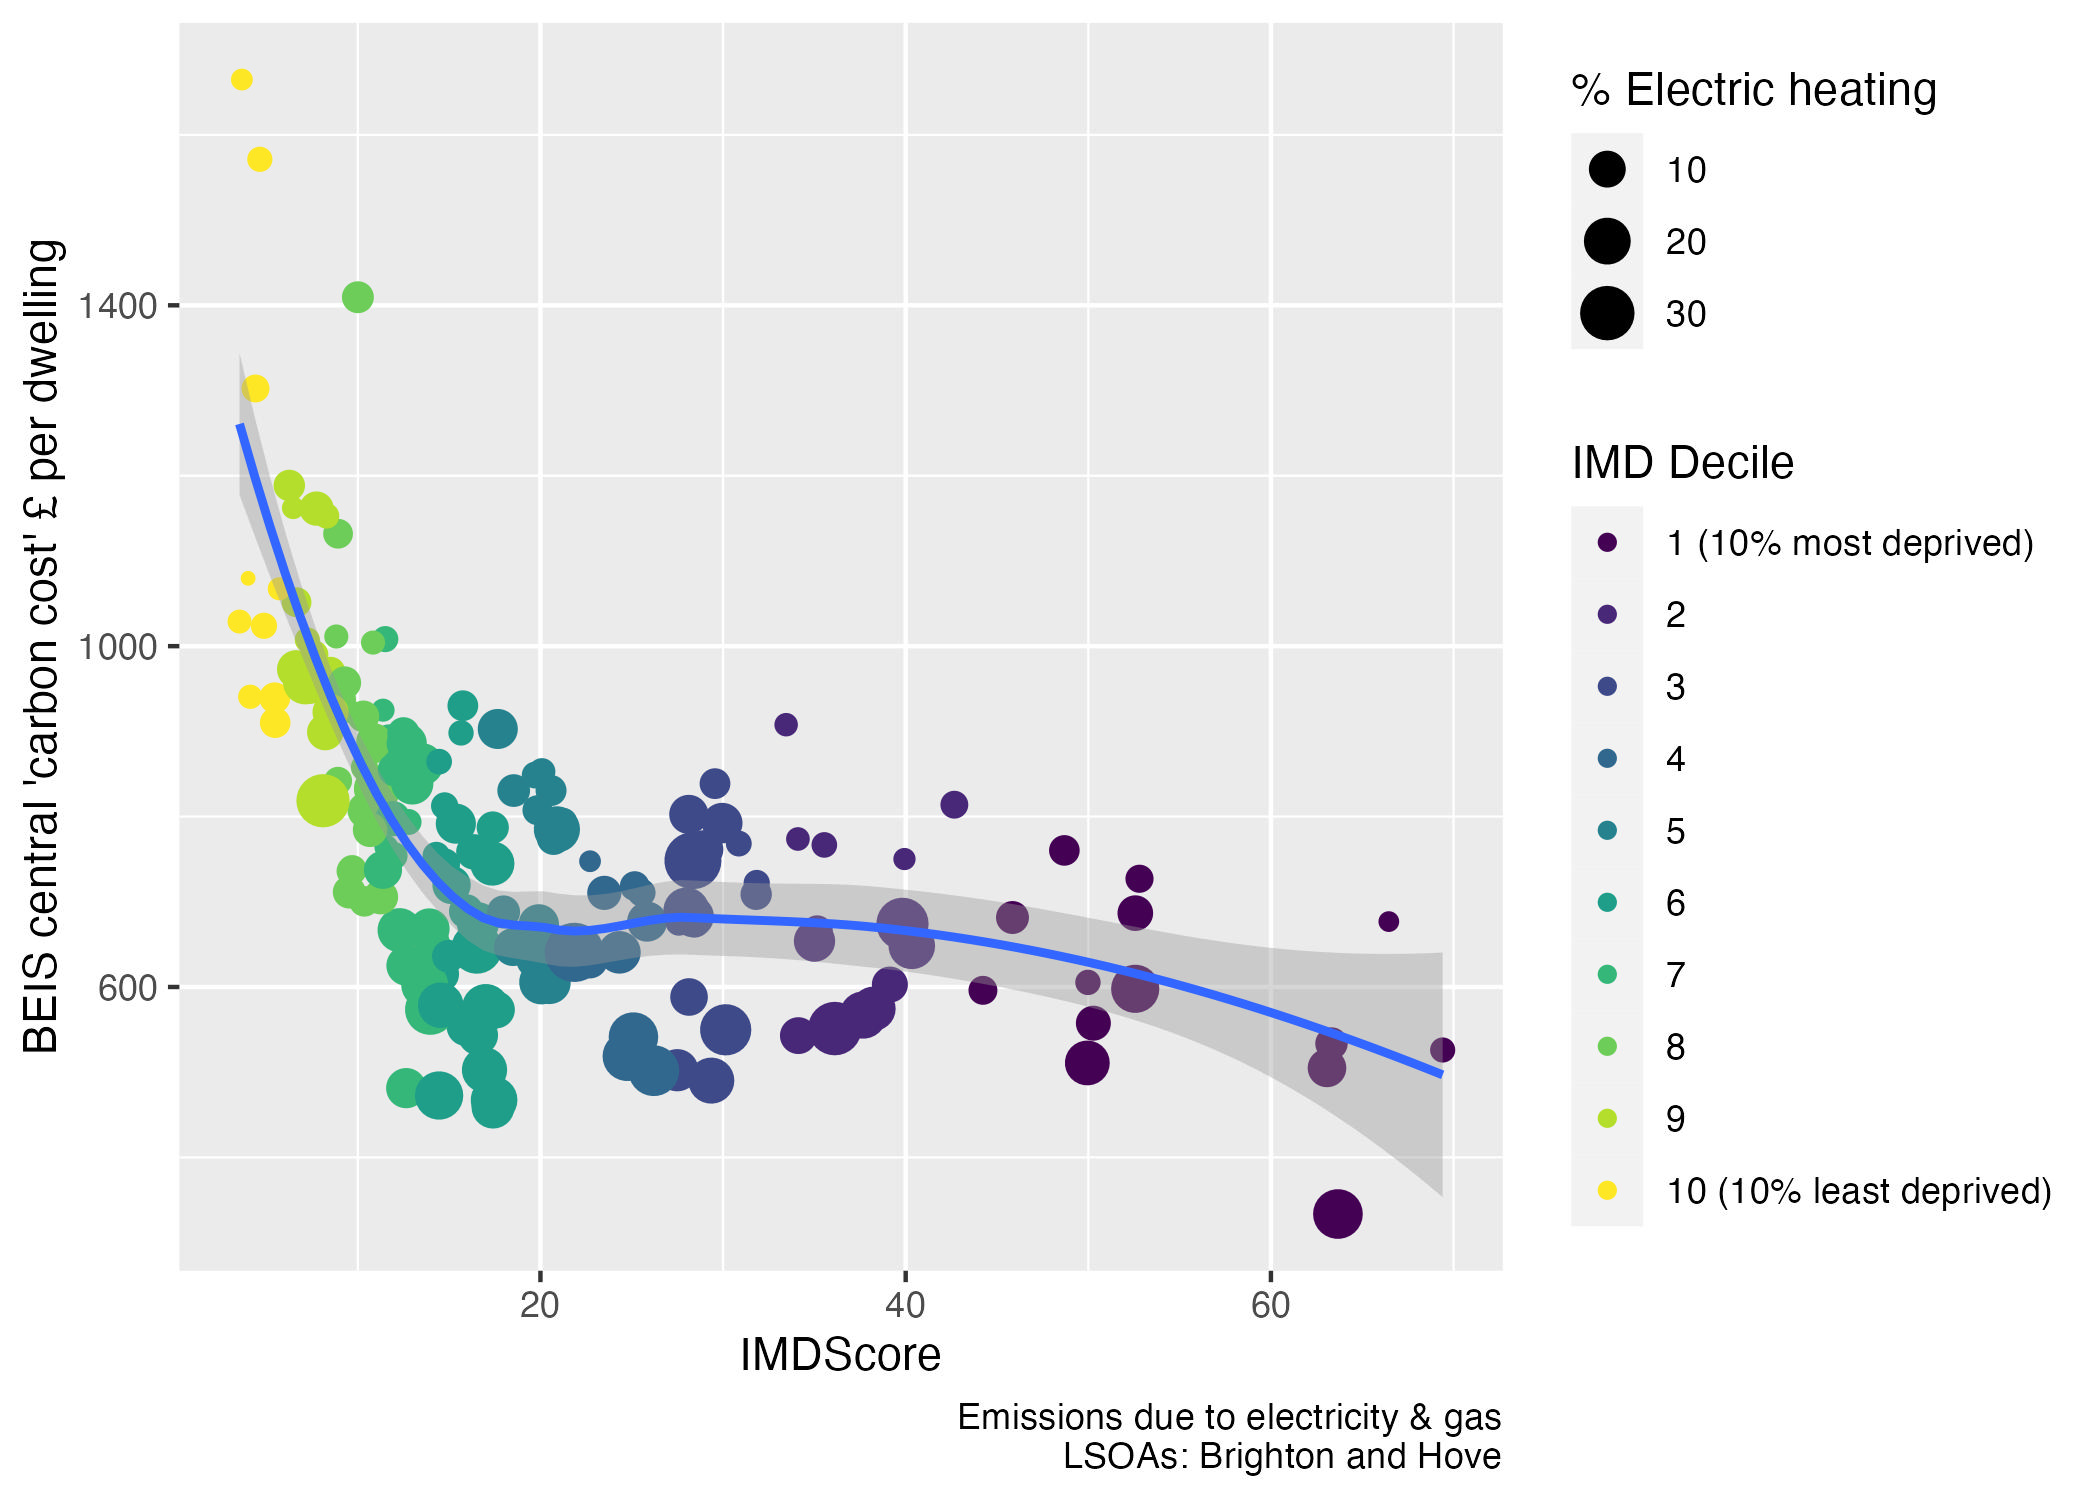 BEIS central 'carbon cost' £ per dwelling
1400
1000
600
20
40
60
IMDScore
Emissions due to electricity & gas
LSOAs: Brighton and Hove
% Electric heating
10
20
30
IMD Decile
1 (10% most deprived)
2
3
4
5
6
7
8
9
10 (10% least deprived)